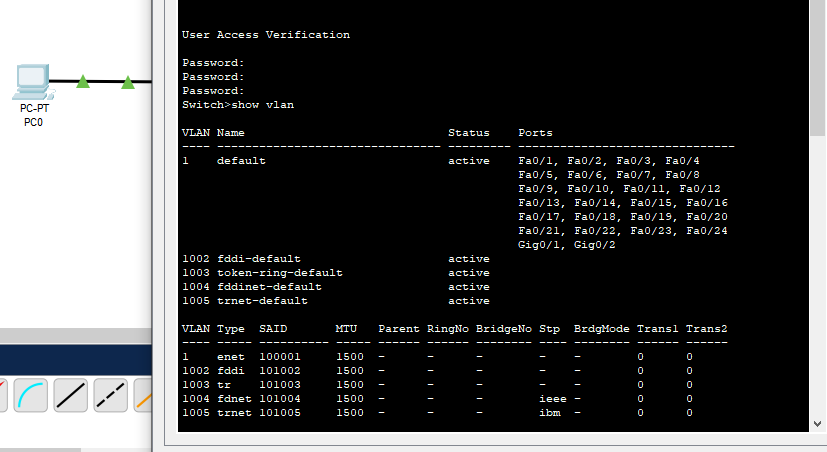 User Access Verification
Password:
Password:
Password:
Switch>show vlan
VLAN Name Status Ports
---- -------------------------------- --------- -------------------------------
1 default active Fa0/1, Fa0/2, Fa0/3, Fa0/4
Fa0/5, Fa0/6, Fa0/7, Fa0/8
Fa0/9, Fa0/10, Fa0/11, Fa0/12
Fa0/13, Fa0/14, Fa0/15, Fa0/16
Fa0/17, Fa0/18, Fa0/19, Fa0/20
Fa0/21, Fa0/22, Fa0/23, Fa0/24
Gig0/1, Gig0/2
1002 fddi-default active
1003 token-ring-default active
1004 fddinet-default active
1005 trnet-default active
VLAN Type SAID MTU Parent RingNo BridgeNo Stp BrdgMode Trans1 Trans2
---- ----- ---------- ----- ------ ------ -------- ---- -------- ------ ------
1 enet 100001 1500 - - - - - 0 0
1002 fddi 101002 1500 - - - - - 0 0
1003 tr 101003 1500 - - - - - 0 0
1004 fdnet 101004 1500 - - - ieee - 0 0
1005 trnet 101005 1500 - - - ibm - 0 0
PC-PT
PC0